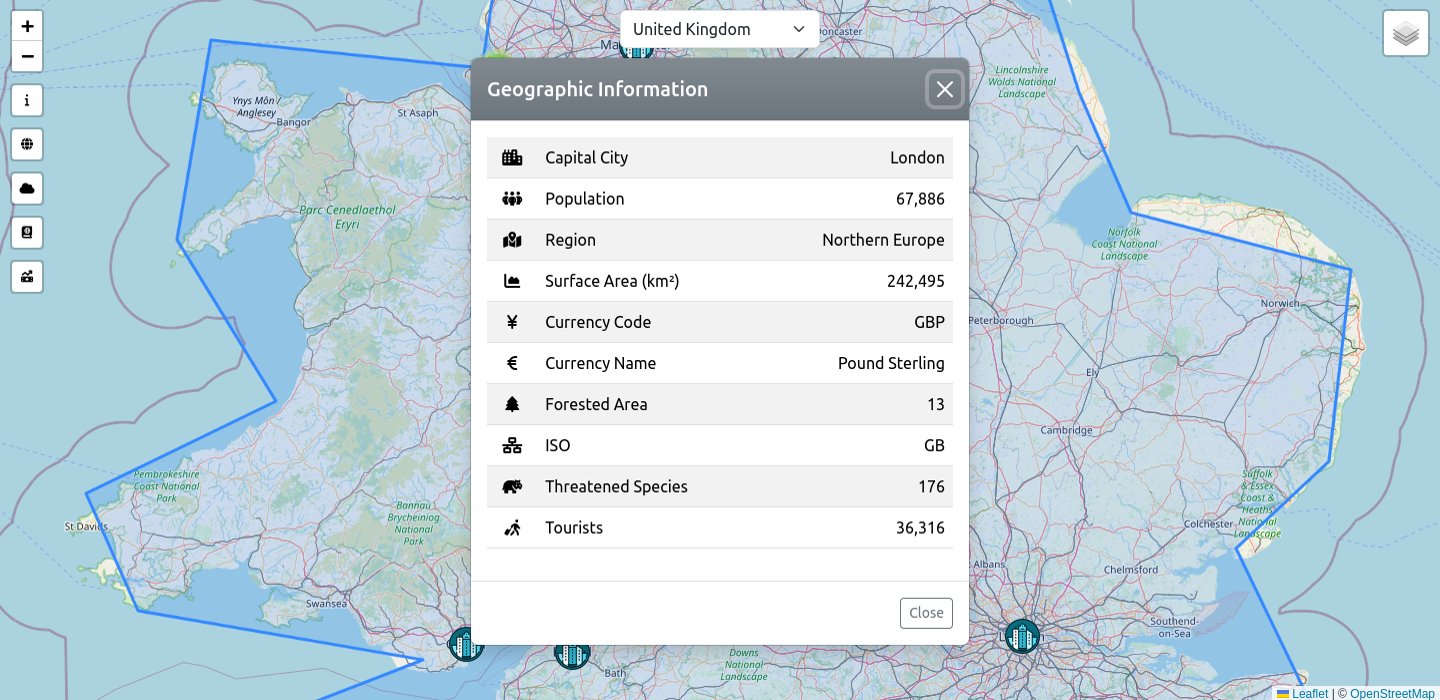 +
−
i
United Kingdom
Doncaster
Lincolnshire
Wolds National
Landscape
Ynys Môn /
Anglesey
Bangor
St Asaph
Parc Cenedlaethol
Eryri
Norfolk
Coast National
Landscape
Norwich
Peterborough
Ely
Cambridge
Pembrokeshire
Coast National
Park
St Davids
Bannau
Brycheiniog
National
Park
Suffolk
& Essex
Coast &
Heaths
National
Landscape
Colchester
Chelmsford
St Albans
Swansea
Southend-
on-Sea
Bath
Downs
National
Landscape
Geographic Information
Capital City London
Population 67,886
Region Northern Europe
Surface Area (km²) 242,495
¥ Currency Code GBP
€ Currency Name Pound Sterling
Forested Area 13
ISO GB
Threatened Species 176
Tourists 36,316
Close
Leaflet | © OpenStreetMap